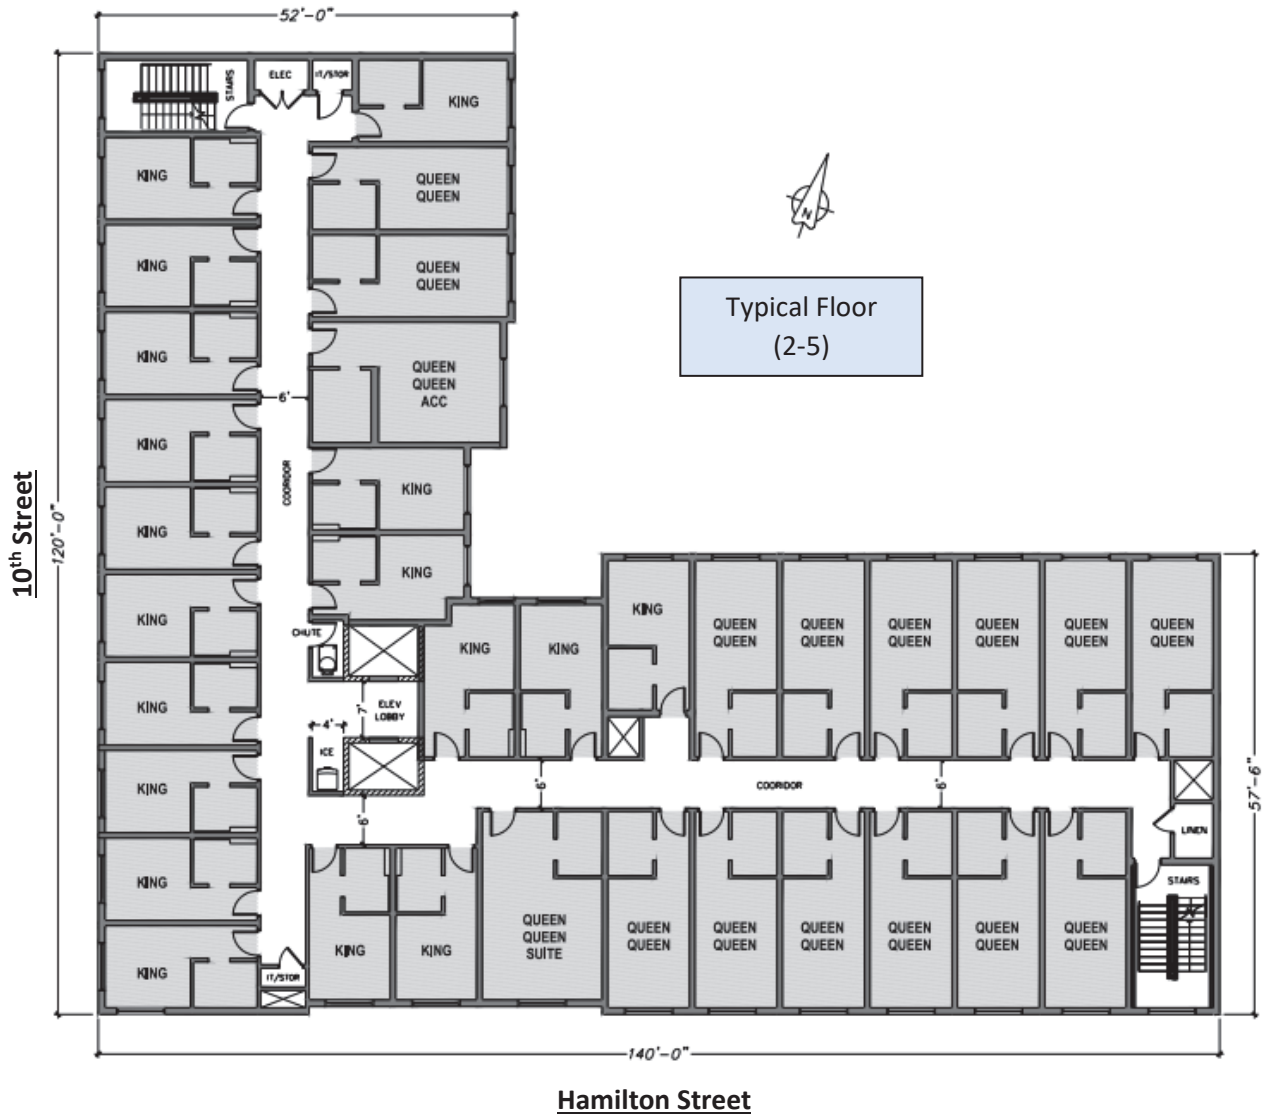 52'-0"
STAIRS
ELEC
IT/STOR
KING
KING
QUEEN
QUEEN
KING
QUEEN
QUEEN
Typical Floor
(2-5)
N
KING
QUEEN
QUEEN
ACC
6'
KING
10th Street
120'-0"
COORIDOR
KING
KING
KING
KING
KING
CHUTE
KING
KING
KING
QUEEN
QUEEN
QUEEN
QUEEN
QUEEN
QUEEN
QUEEN
QUEEN
QUEEN
QUEEN
QUEEN
QUEEN
KING
4'
7'
ELEV
LOBBY
ICE
KING
6'
6'
COORIDOR
6'
57'-6"
LINEN
STAIRS
N
KING
QUEEN
QUEEN
SUITE
QUEEN
QUEEN
QUEEN
QUEEN
QUEEN
QUEEN
QUEEN
QUEEN
QUEEN
QUEEN
QUEEN
QUEEN
KING
KING
KING
IT/STOR
140'-0"
Hamilton Street